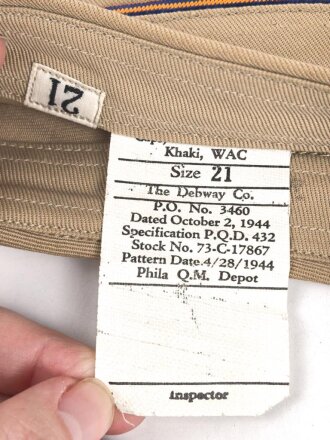 21
Khaki, WAC
Size 21
The Debway Co.
P.O. No. 3460
Dated October 2, 1944
Specification P.Q.D. 432
Stock No. 73-C-17867
Pattern Date.4/28/1944
Phila Q.M. Depot
Inspector